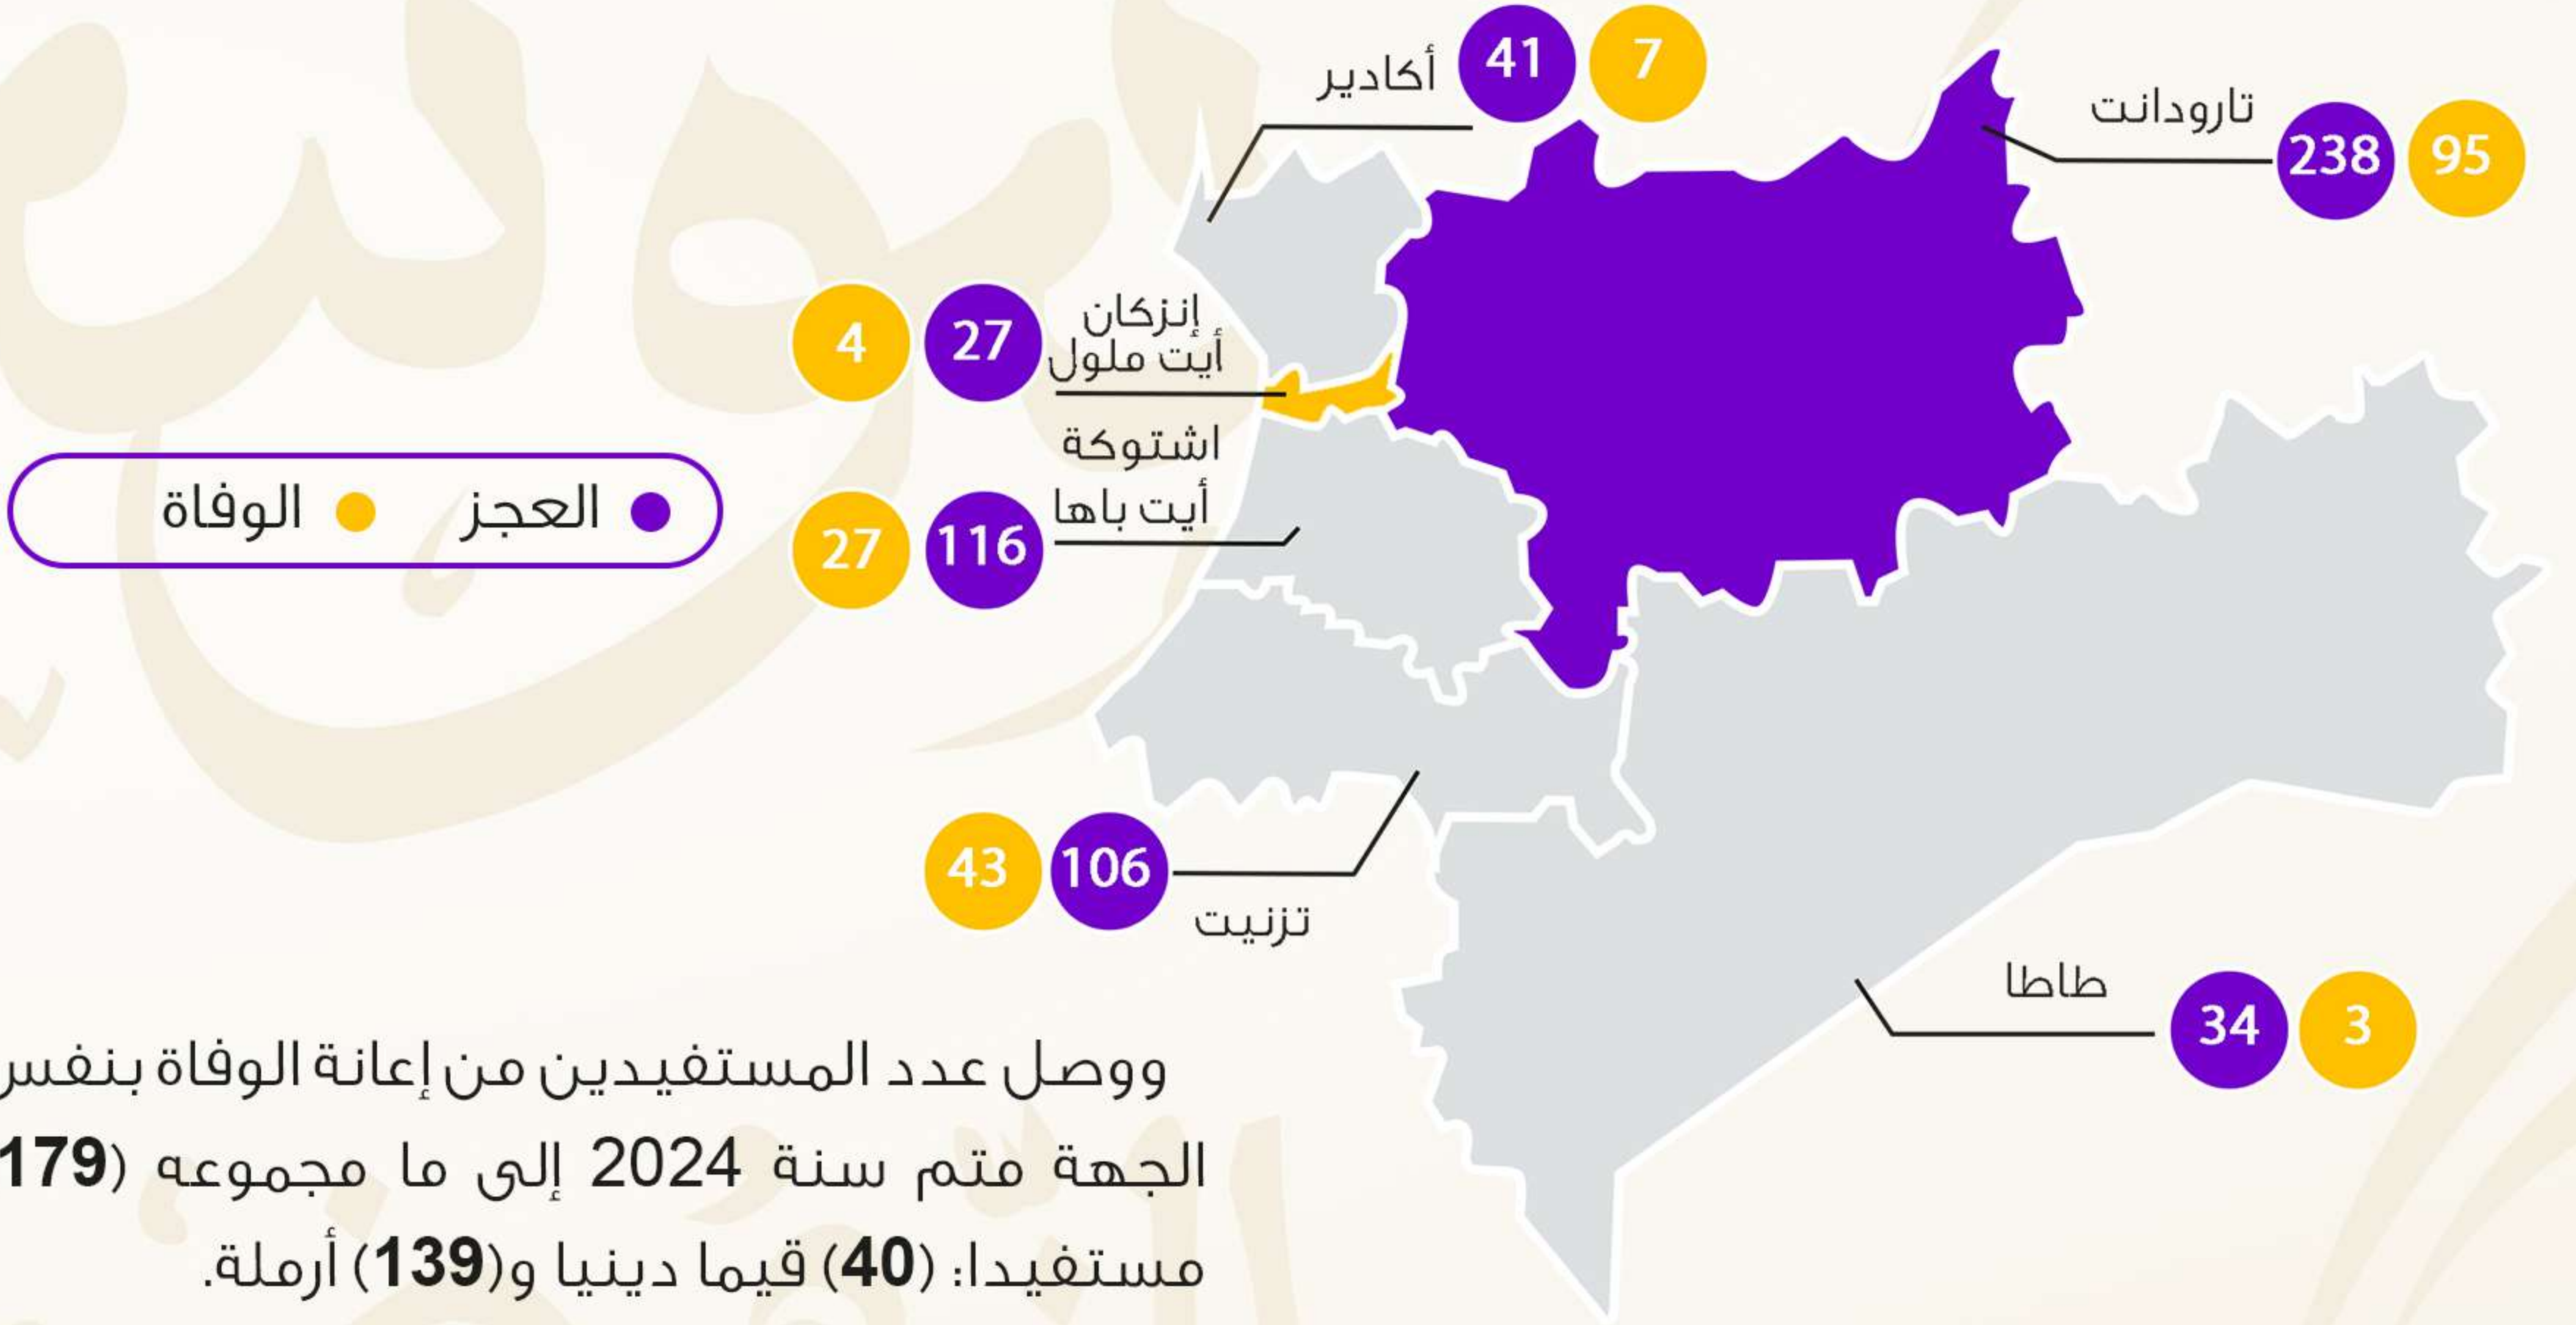 أكادير
41
7
تارودانت
238
95
إنزكان
أيت ملول
27
4
اشتوكة
أيت باها
116
27
العجز
الوفاة
106
43
تزنيت
طاطا
34
3
ووصل عدد المستفيدين من إعانة الوفاة بنفس
الجهة متم سنة 2024 إلى ما مجموعه (179
مستفيدا: (40) قيما دينيا و(139) أرملة.